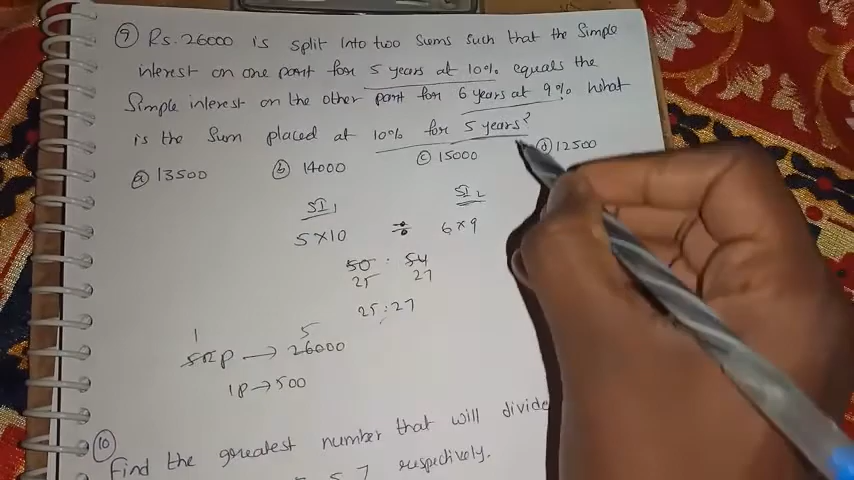 9 Rs.26000 is split into two sums such that the simple
interest on one part for 5 years at 10% equals the
simple interest on the other part for 6 years at 9% what
is the sum placed at 10% for 5 years?
a 13500 b 14000 c 15000 d 12500
SI1 SI2
5×10 ÷ 6×9
50 : 54
25 27
25:27
1 5
52P → 26000
1P → 500
10
Find the greatest number that will divide
5 7 respectively.